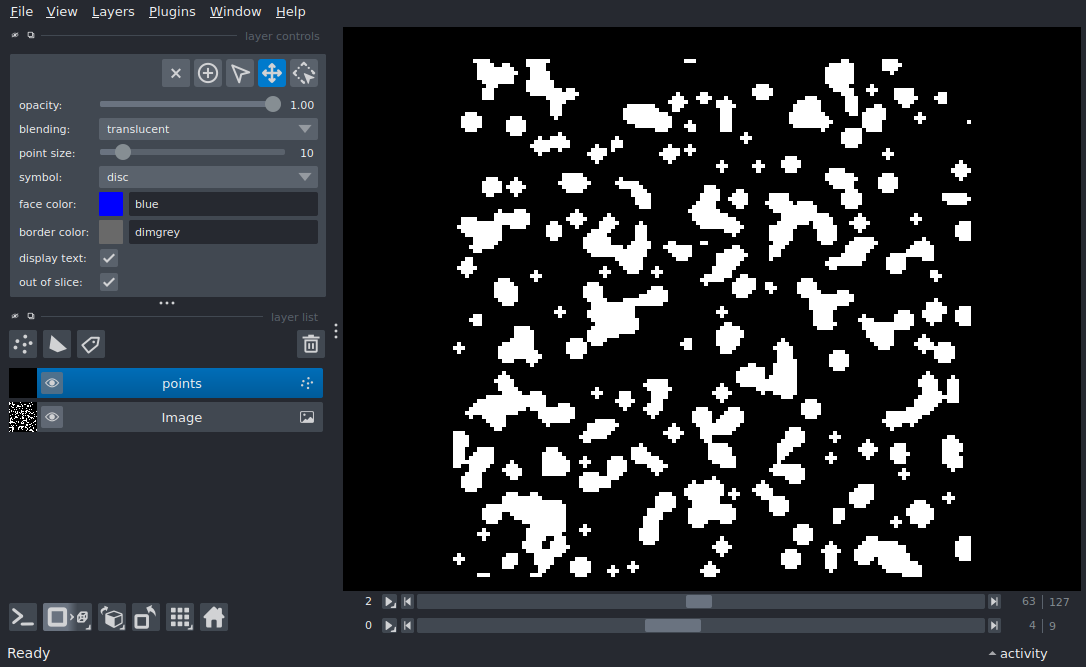 File View Layers Plugins Window Help
layer controls
opacity: 1.00
blending: translucent
point size: 10
symbol: disc
face color: blue
border color: dimgrey
display text:
out of slice:
layer list
points
Image
2 63 | 127
0 4 | 9
Ready activity